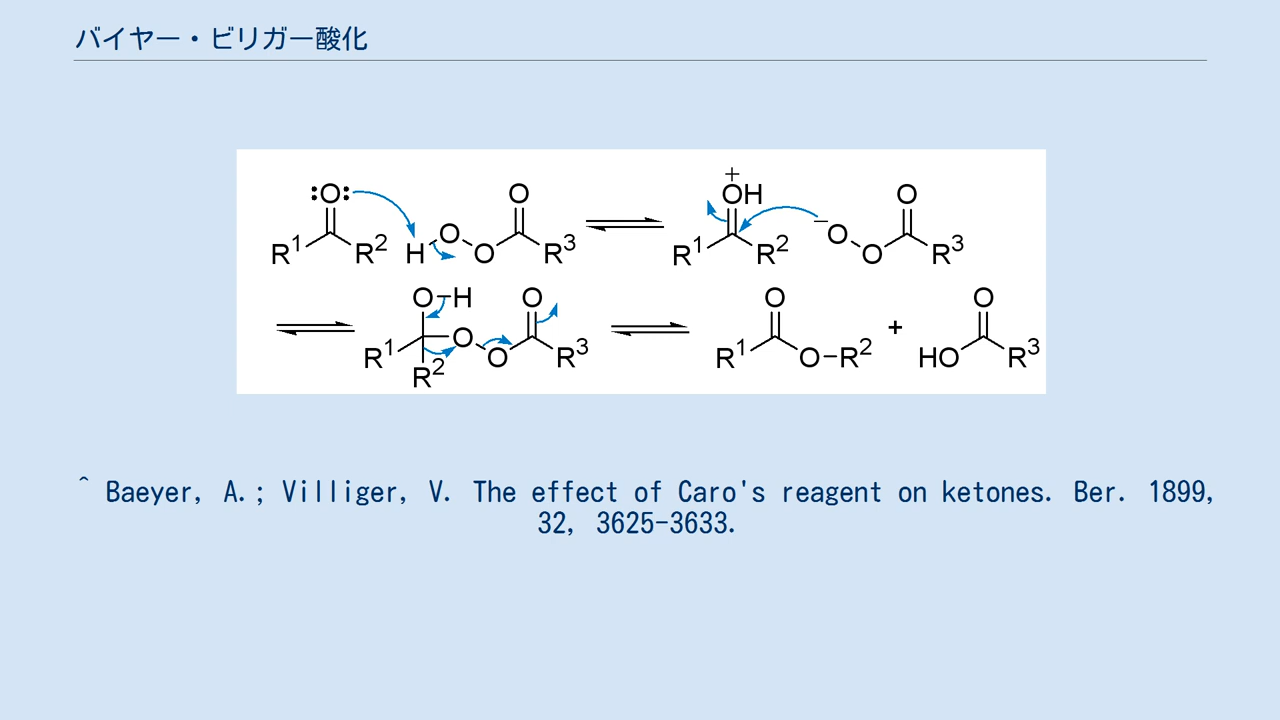 バイヤー・ビリガー酸化
:O: O + OH O
R1 R2 H O O R3 R1 R2 − O O R3
O−H O O O
R1 R2 O O R3 R1 O−R2 + HO R3
^ Baeyer, A.; Villiger, V. The effect of Caro's reagent on ketones. Ber. 1899,
32, 3625-3633.